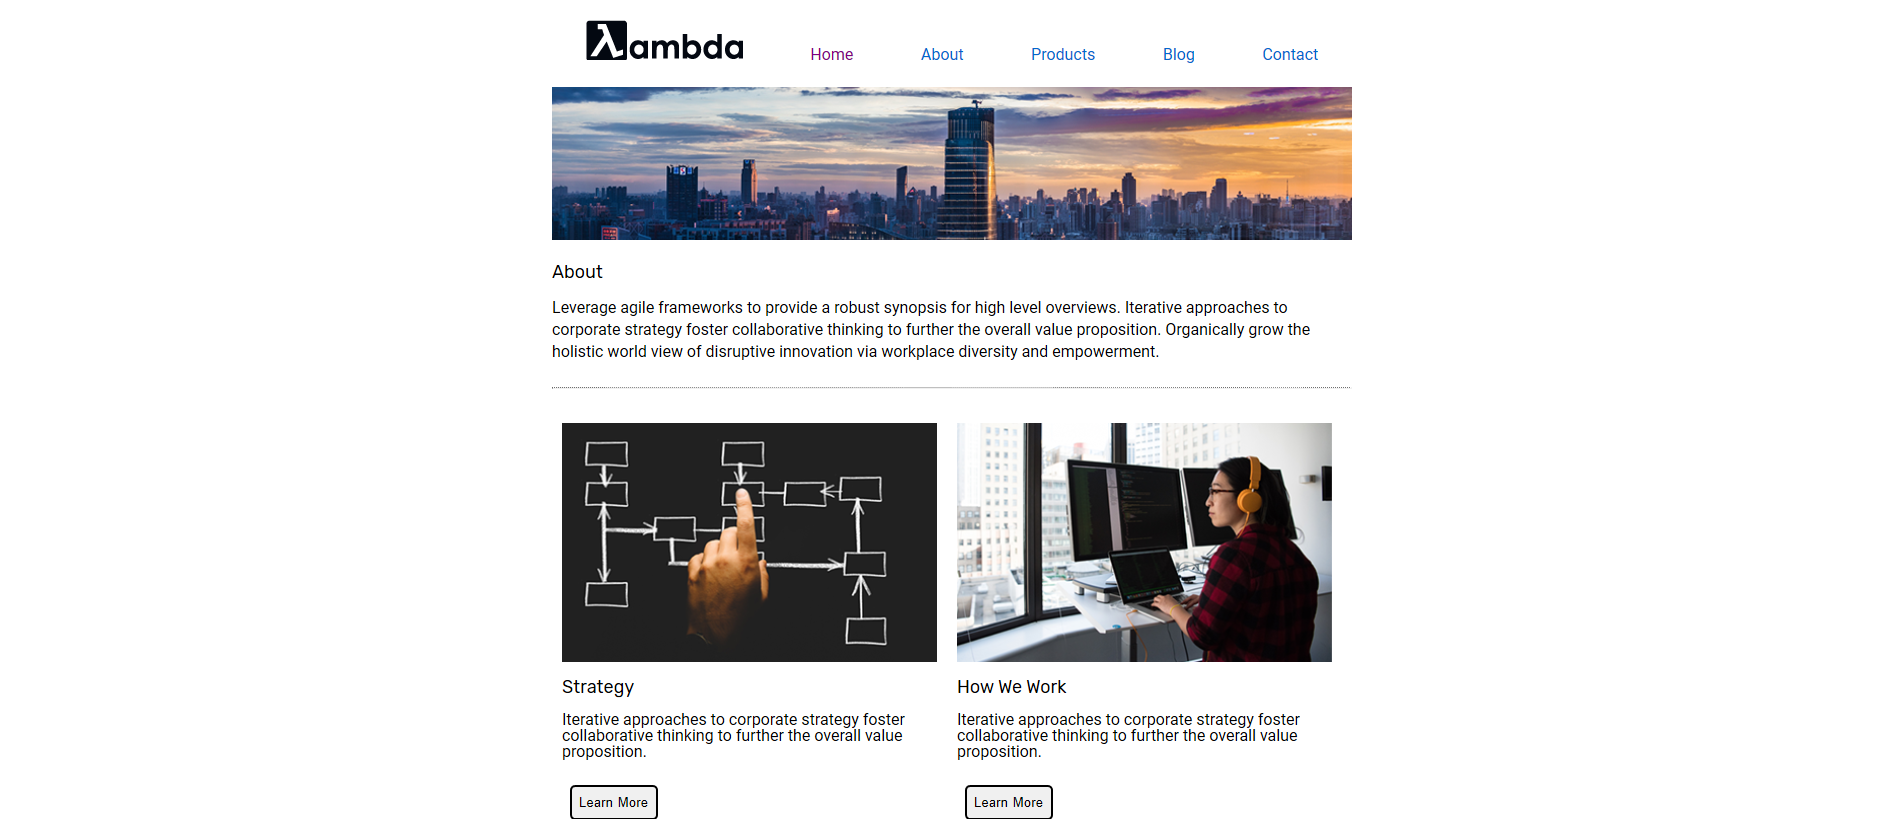 λambda
Home About Products Blog Contact
About
Leverage agile frameworks to provide a robust synopsis for high level overviews. Iterative approaches to
corporate strategy foster collaborative thinking to further the overall value proposition. Organically grow the
holistic world view of disruptive innovation via workplace diversity and empowerment.
Strategy
Iterative approaches to corporate strategy foster
collaborative thinking to further the overall value
proposition.
Learn More
How We Work
Iterative approaches to corporate strategy foster
collaborative thinking to further the overall value
proposition.
Learn More